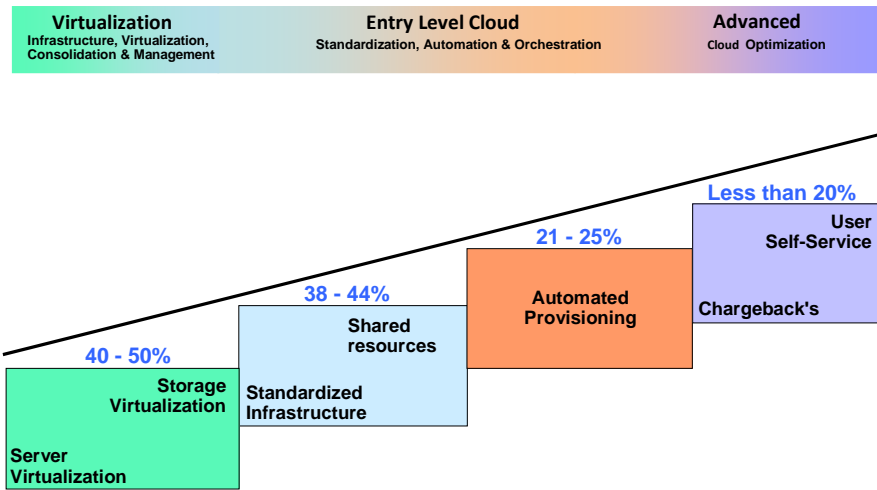 Virtualization
Infrastructure, Virtualization,
Consolidation & Management
Entry Level Cloud
Standardization, Automation & Orchestration
Advanced
Cloud Optimization
Less than 20%
User
Self-Service
Chargeback's
21 - 25%
Automated
Provisioning
38 - 44%
Shared
resources
Standardized
Infrastructure
40 - 50%
Storage
Virtualization
Server
Virtualization